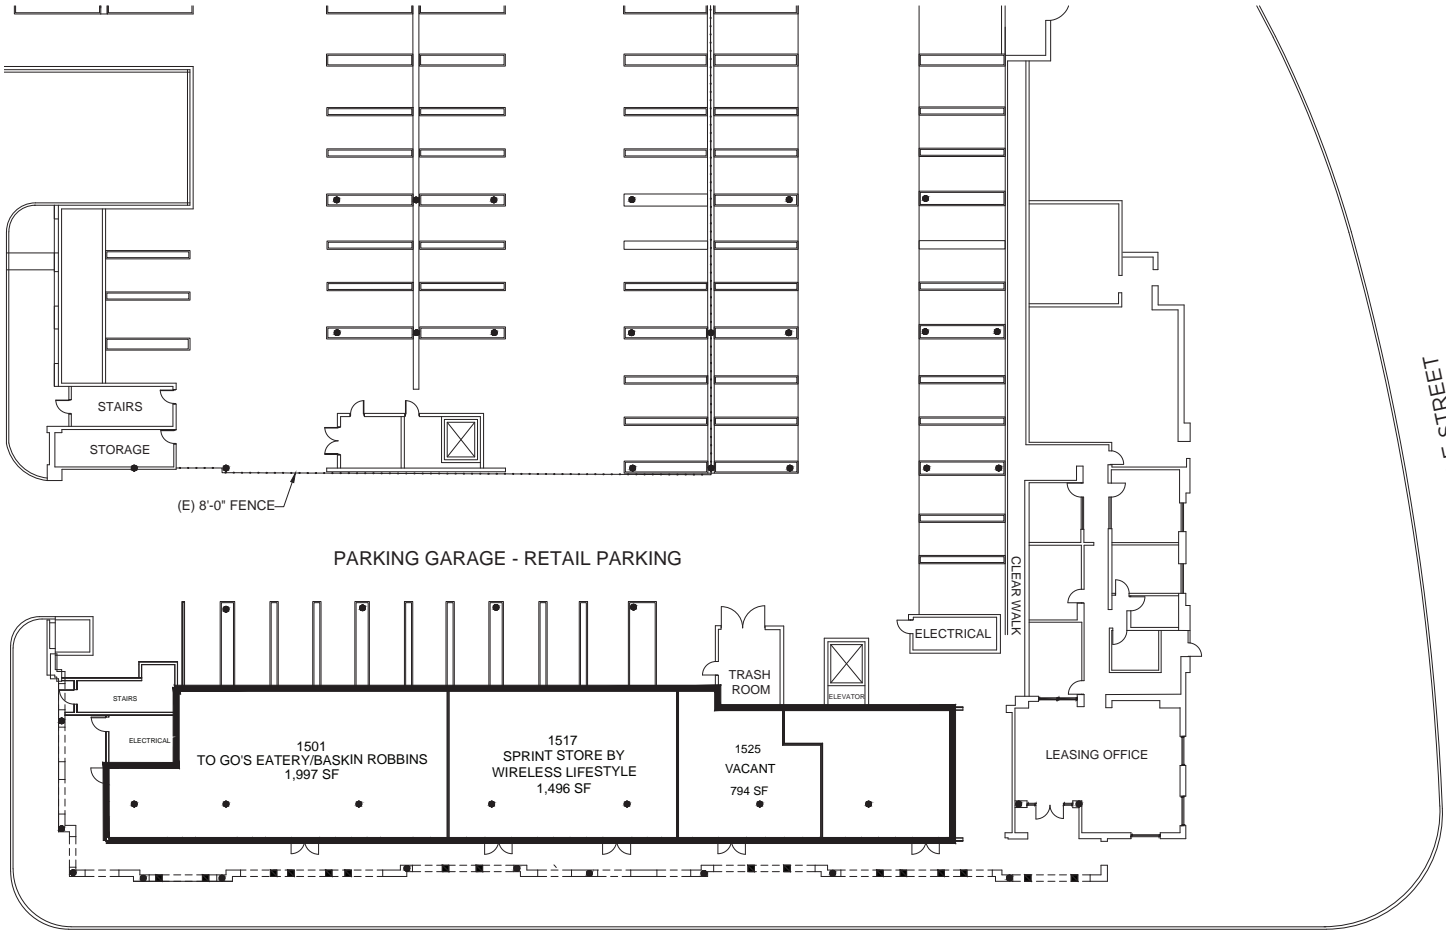 STAIRS
STORAGE
(E) 8'-0" FENCE
STREET
PARKING GARAGE - RETAIL PARKING
CLEAR WALK
ELECTRICAL
TRASH
ROOM
ELEVATOR
STAIRS
ELECTRICAL
1501
TO GO'S EATERY/BASKIN ROBBINS
1,997 SF
1517
SPRINT STORE BY
WIRELESS LIFESTYLE
1,496 SF
1525
VACANT
794 SF
LEASING OFFICE